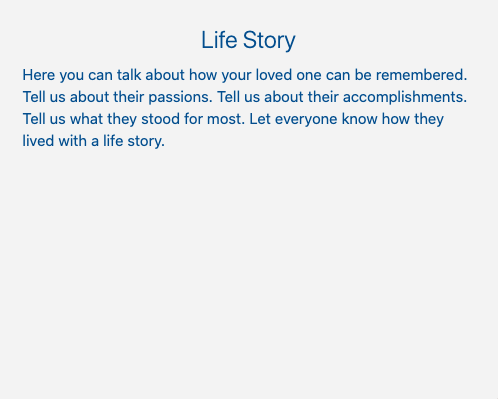 Life Story
Here you can talk about how your loved one can be remembered.
Tell us about their passions. Tell us about their accomplishments.
Tell us what they stood for most. Let everyone know how they
lived with a life story.